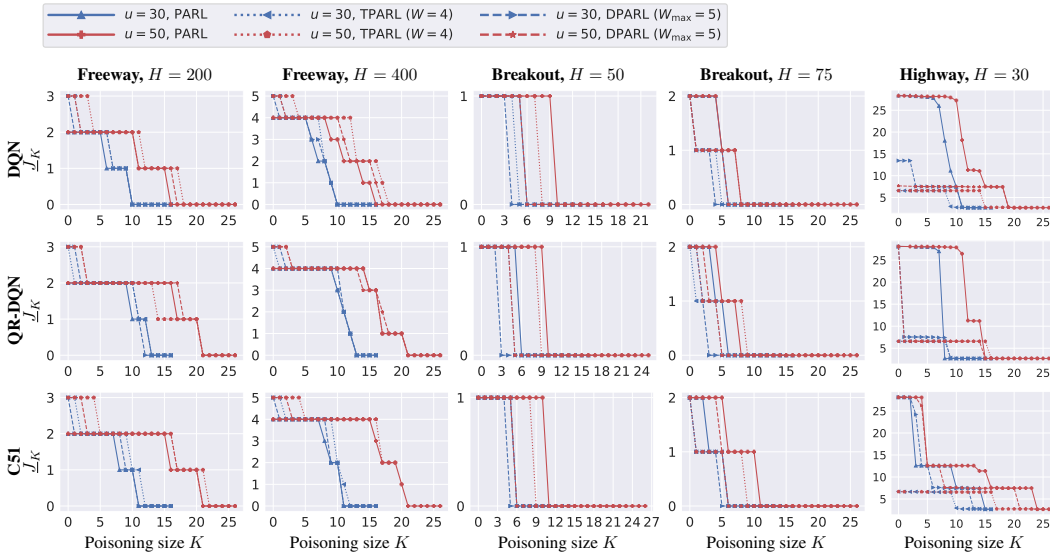 u = 30, PARL u = 30, TPARL (W = 4) u = 30, DPARL (W_max = 5)
u = 50, PARL u = 50, TPARL (W = 4) u = 50, DPARL (W_max = 5)
Freeway, H = 200 Freeway, H = 400 Breakout, H = 50 Breakout, H = 75 Highway, H = 30
DQN
J_K
3
2
1
0
0 5 10 15 20 25
5
4
3
2
1
0
0 5 10 15 20 25
1
0
0 3 6 9 12 15 18 21
2
1
0
0 5 10 15 20 25
25
20
15
10
5
0 5 10 15 20 25
QR-DQN
J_K
3
2
1
0
0 5 10 15 20 25
5
4
3
2
1
0
0 5 10 15 20 25
1
0
0 3 6 9 12 15 18 21 24
2
1
0
0 5 10 15 20 25
25
20
15
10
5
0 5 10 15 20 25
C51
J_K
3
2
1
0
0 5 10 15 20 25
5
4
3
2
1
0
0 5 10 15 20 25
1
0
0 3 6 9 12 15 18 21 24 27
2
1
0
0 5 10 15 20 25
25
20
15
10
5
0 5 10 15 20 25
Poisoning size K Poisoning size K Poisoning size K Poisoning size K Poisoning size K